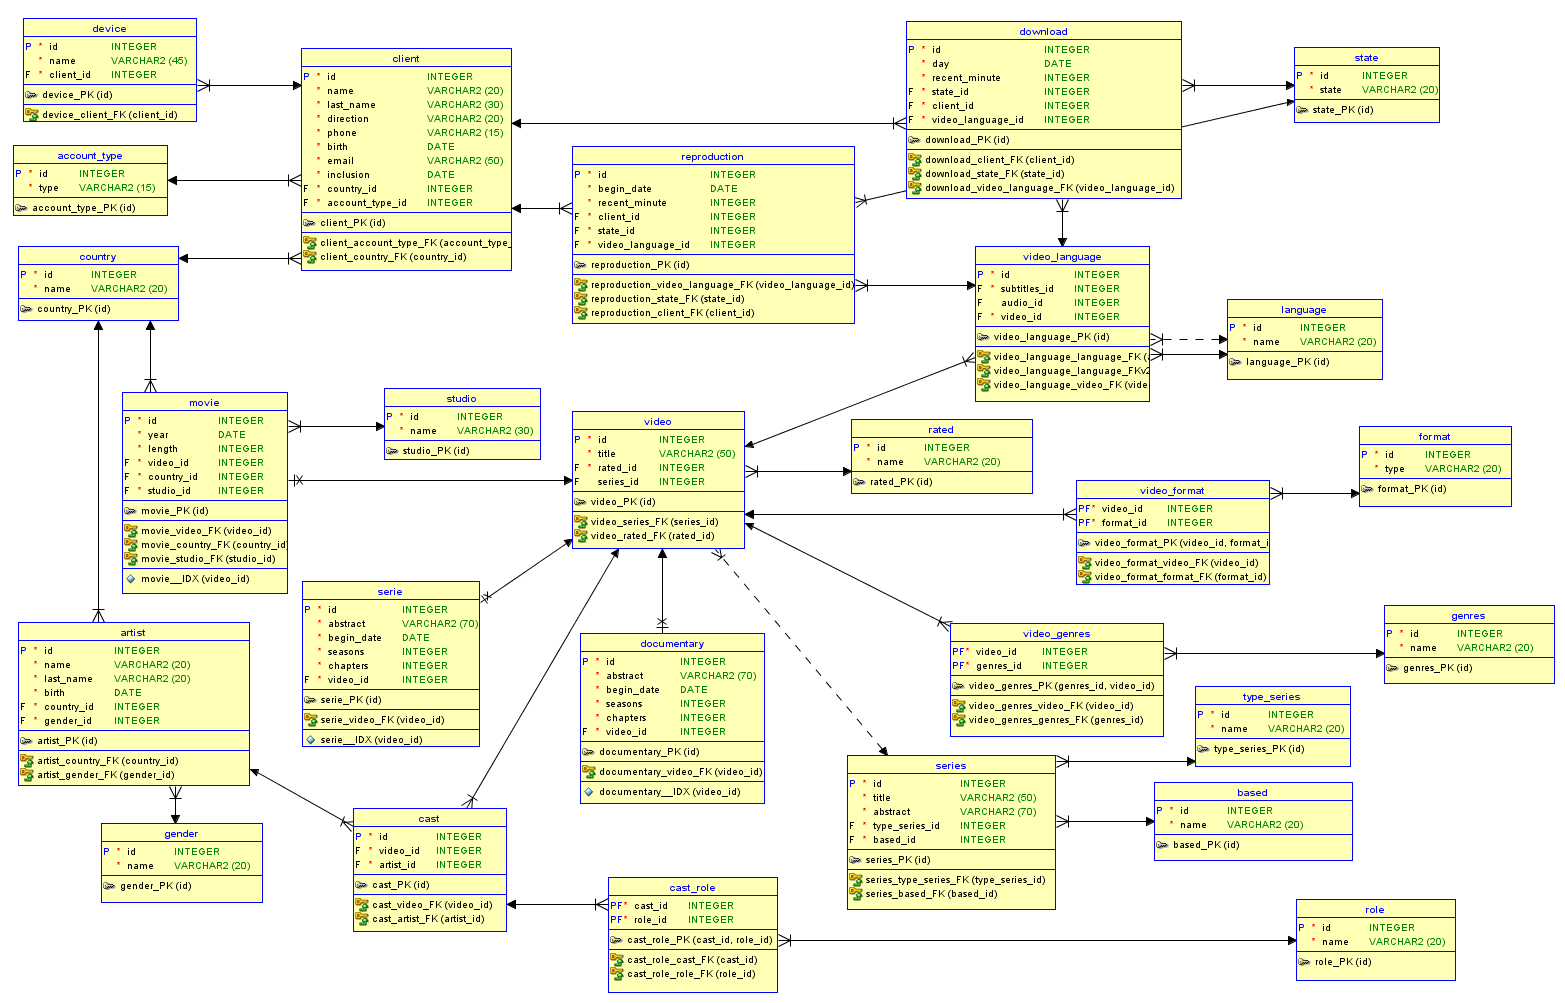 device
P * id INTEGER
* name VARCHAR2 (45)
F * client_id INTEGER
device_PK (id)
device_client_FK (client_id)
client
P * id INTEGER
* name VARCHAR2 (20)
* last_name VARCHAR2 (30)
* direction VARCHAR2 (20)
* phone VARCHAR2 (15)
* birth DATE
* email VARCHAR2 (50)
* inclusion DATE
F * country_id INTEGER
F * account_type_id INTEGER
client_PK (id)
client_account_type_FK (account_type_
client_country_FK (country_id)
download
P * id INTEGER
* day DATE
* recent_minute INTEGER
F * state_id INTEGER
F * client_id INTEGER
F * video_language_id INTEGER
download_PK (id)
download_client_FK (client_id)
download_state_FK (state_id)
download_video_language_FK (video_language_id)
state
P * id INTEGER
* state VARCHAR2 (20)
state_PK (id)
account_type
P * id INTEGER
* type VARCHAR2 (15)
account_type_PK (id)
reproduction
P * id INTEGER
* begin_date DATE
* recent_minute INTEGER
F * client_id INTEGER
F * state_id INTEGER
F * video_language_id INTEGER
reproduction_PK (id)
reproduction_video_language_FK (video_language_id)
reproduction_state_FK (state_id)
reproduction_client_FK (client_id)
country
P * id INTEGER
* name VARCHAR2 (20)
country_PK (id)
video_language
P * id INTEGER
F * subtitles_id INTEGER
F audio_id INTEGER
F * video_id INTEGER
video_language_PK (id)
video_language_language_FK (
video_language_language_FKv2
video_language_video_FK (vide
language
P * id INTEGER
* name VARCHAR2 (20)
language_PK (id)
movie
P * id INTEGER
* year DATE
* length INTEGER
F * video_id INTEGER
F * country_id INTEGER
F * studio_id INTEGER
movie_PK (id)
movie_video_FK (video_id)
movie_country_FK (country_id)
movie_studio_FK (studio_id)
movie__IDX (video_id)
studio
P * id INTEGER
* name VARCHAR2 (30)
studio_PK (id)
video
P * id INTEGER
* title VARCHAR2 (50)
F * rated_id INTEGER
F series_id INTEGER
video_PK (id)
video_series_FK (series_id)
video_rated_FK (rated_id)
rated
P * id INTEGER
* name VARCHAR2 (20)
rated_PK (id)
format
P * id INTEGER
* type VARCHAR2 (20)
format_PK (id)
video_format
PF* video_id INTEGER
PF* format_id INTEGER
video_format_PK (video_id, format_i
video_format_video_FK (video_id)
video_format_format_FK (format_id)
serie
P * id INTEGER
* abstract VARCHAR2 (70)
* begin_date DATE
* seasons INTEGER
* chapters INTEGER
F * video_id INTEGER
serie_PK (id)
serie_video_FK (video_id)
serie__IDX (video_id)
documentary
P * id INTEGER
* abstract VARCHAR2 (70)
* begin_date DATE
* seasons INTEGER
* chapters INTEGER
F * video_id INTEGER
documentary_PK (id)
documentary_video_FK (video_id)
documentary__IDX (video_id)
video_genres
PF* video_id INTEGER
PF* genres_id INTEGER
video_genres_PK (genres_id, video_id)
video_genres_video_FK (video_id)
video_genres_genres_FK (genres_id)
genres
P * id INTEGER
* name VARCHAR2 (20)
genres_PK (id)
artist
P * id INTEGER
* name VARCHAR2 (20)
* last_name VARCHAR2 (20)
* birth DATE
F * country_id INTEGER
F * gender_id INTEGER
artist_PK (id)
artist_country_FK (country_id)
artist_gender_FK (gender_id)
type_series
P * id INTEGER
* name VARCHAR2 (20)
type_series_PK (id)
series
P * id INTEGER
* title VARCHAR2 (50)
* abstract VARCHAR2 (70)
F * type_series_id INTEGER
F * based_id INTEGER
series_PK (id)
series_type_series_FK (type_series_id)
series_based_FK (based_id)
based
P * id INTEGER
* name VARCHAR2 (20)
based_PK (id)
gender
P * id INTEGER
* name VARCHAR2 (20)
gender_PK (id)
cast
P * id INTEGER
F * video_id INTEGER
F * artist_id INTEGER
cast_PK (id)
cast_video_FK (video_id)
cast_artist_FK (artist_id)
cast_role
PF* cast_id INTEGER
PF* role_id INTEGER
cast_role_PK (cast_id, role_id)
cast_role_cast_FK (cast_id)
cast_role_role_FK (role_id)
role
P * id INTEGER
* name VARCHAR2 (20)
role_PK (id)